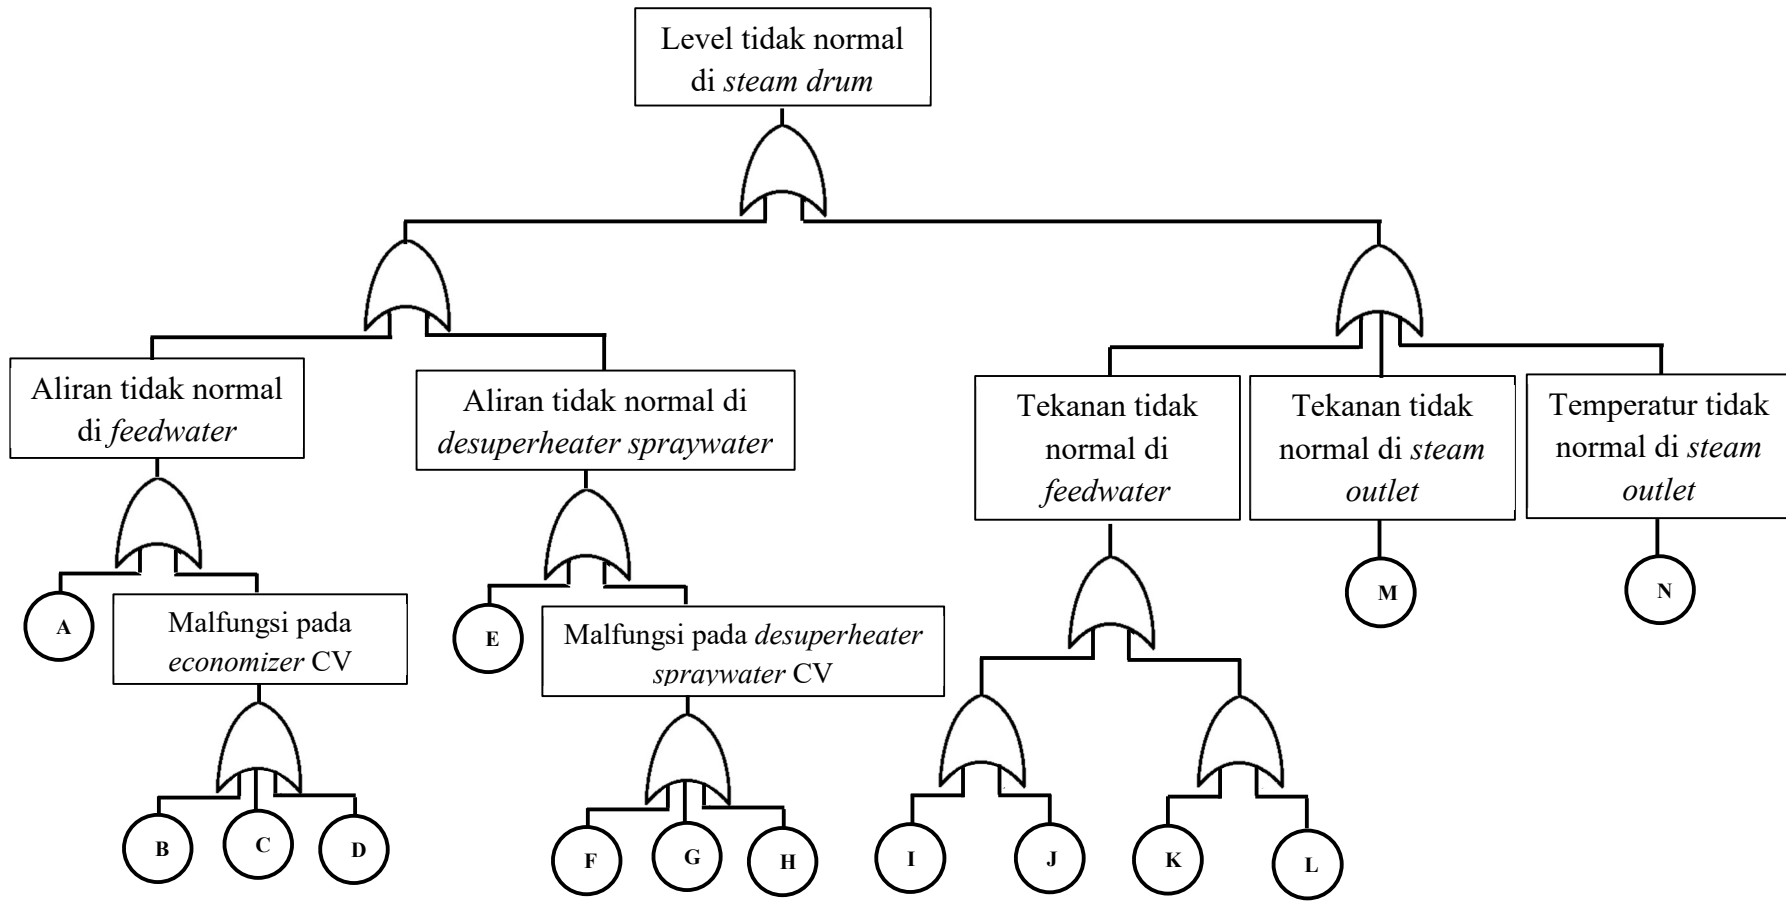 Level tidak normal
di steam drum
Aliran tidak normal
di feedwater
Aliran tidak normal di
desuperheater spraywater
Tekanan tidak
normal di
feedwater
Tekanan tidak
normal di steam
outlet
Temperatur tidak
normal di steam
outlet
A
Malfungsi pada
economizer CV
E
Malfungsi pada desuperheater
spraywater CV
M
N
B
C
D
F
G
H
I
J
K
L